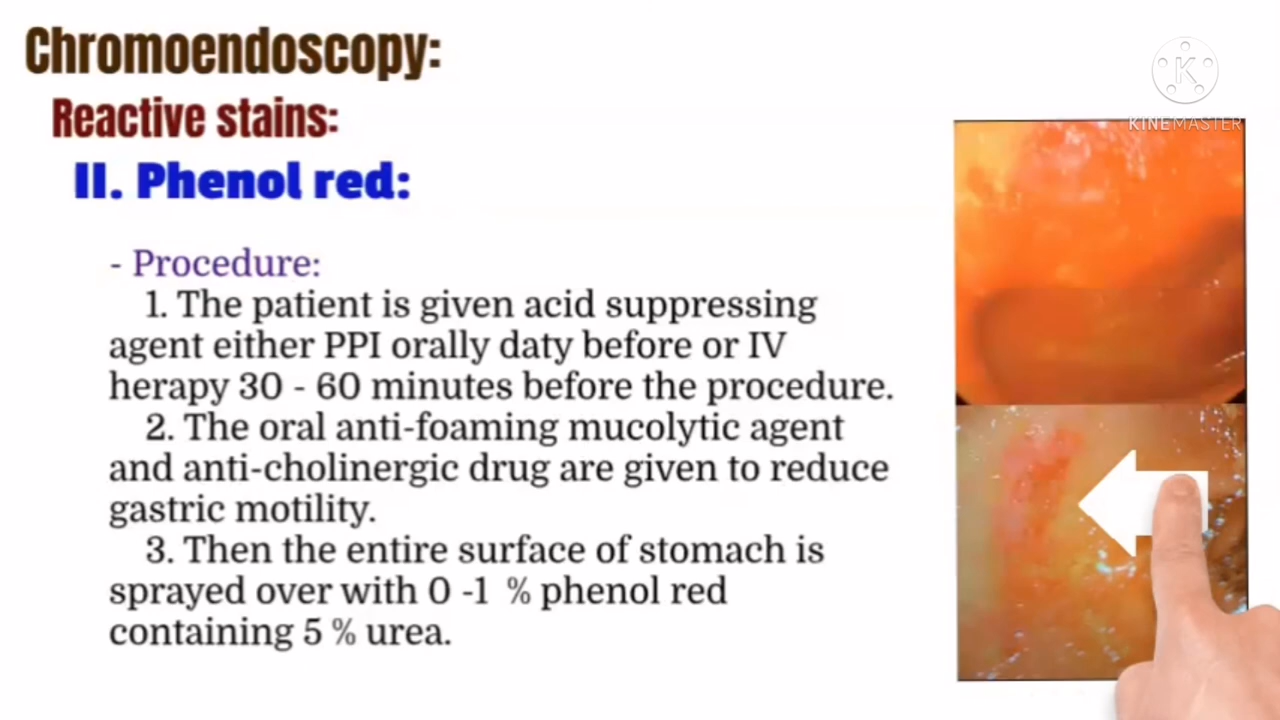 Chromoendoscopy:
Reactive stains:
II. Phenol red:
- Procedure:
1. The patient is given acid suppressing
agent either PPI orally daty before or IV
herapy 30 - 60 minutes before the procedure.
2. The oral anti-foaming mucolytic agent
and anti-cholinergic drug are given to reduce
gastric motility.
3. Then the entire surface of stomach is
sprayed over with 0 -1 % phenol red
containing 5 % urea.
K
KINEMASTER